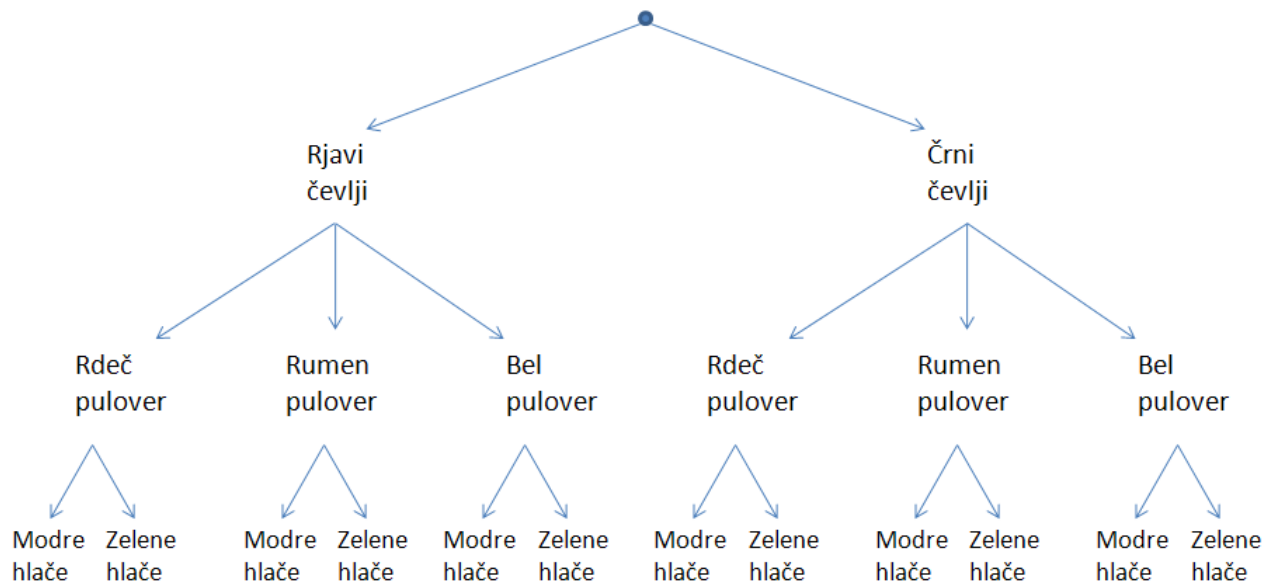 Rjavi
čevlji
Črni
čevlji
Rdeč
pulover
Rumen
pulover
Bel
pulover
Rdeč
pulover
Rumen
pulover
Bel
pulover
Modre
hlače
Zelene
hlače
Modre
hlače
Zelene
hlače
Modre
hlače
Zelene
hlače
Modre
hlače
Zelene
hlače
Modre
hlače
Zelene
hlače
Modre
hlače
Zelene
hlače